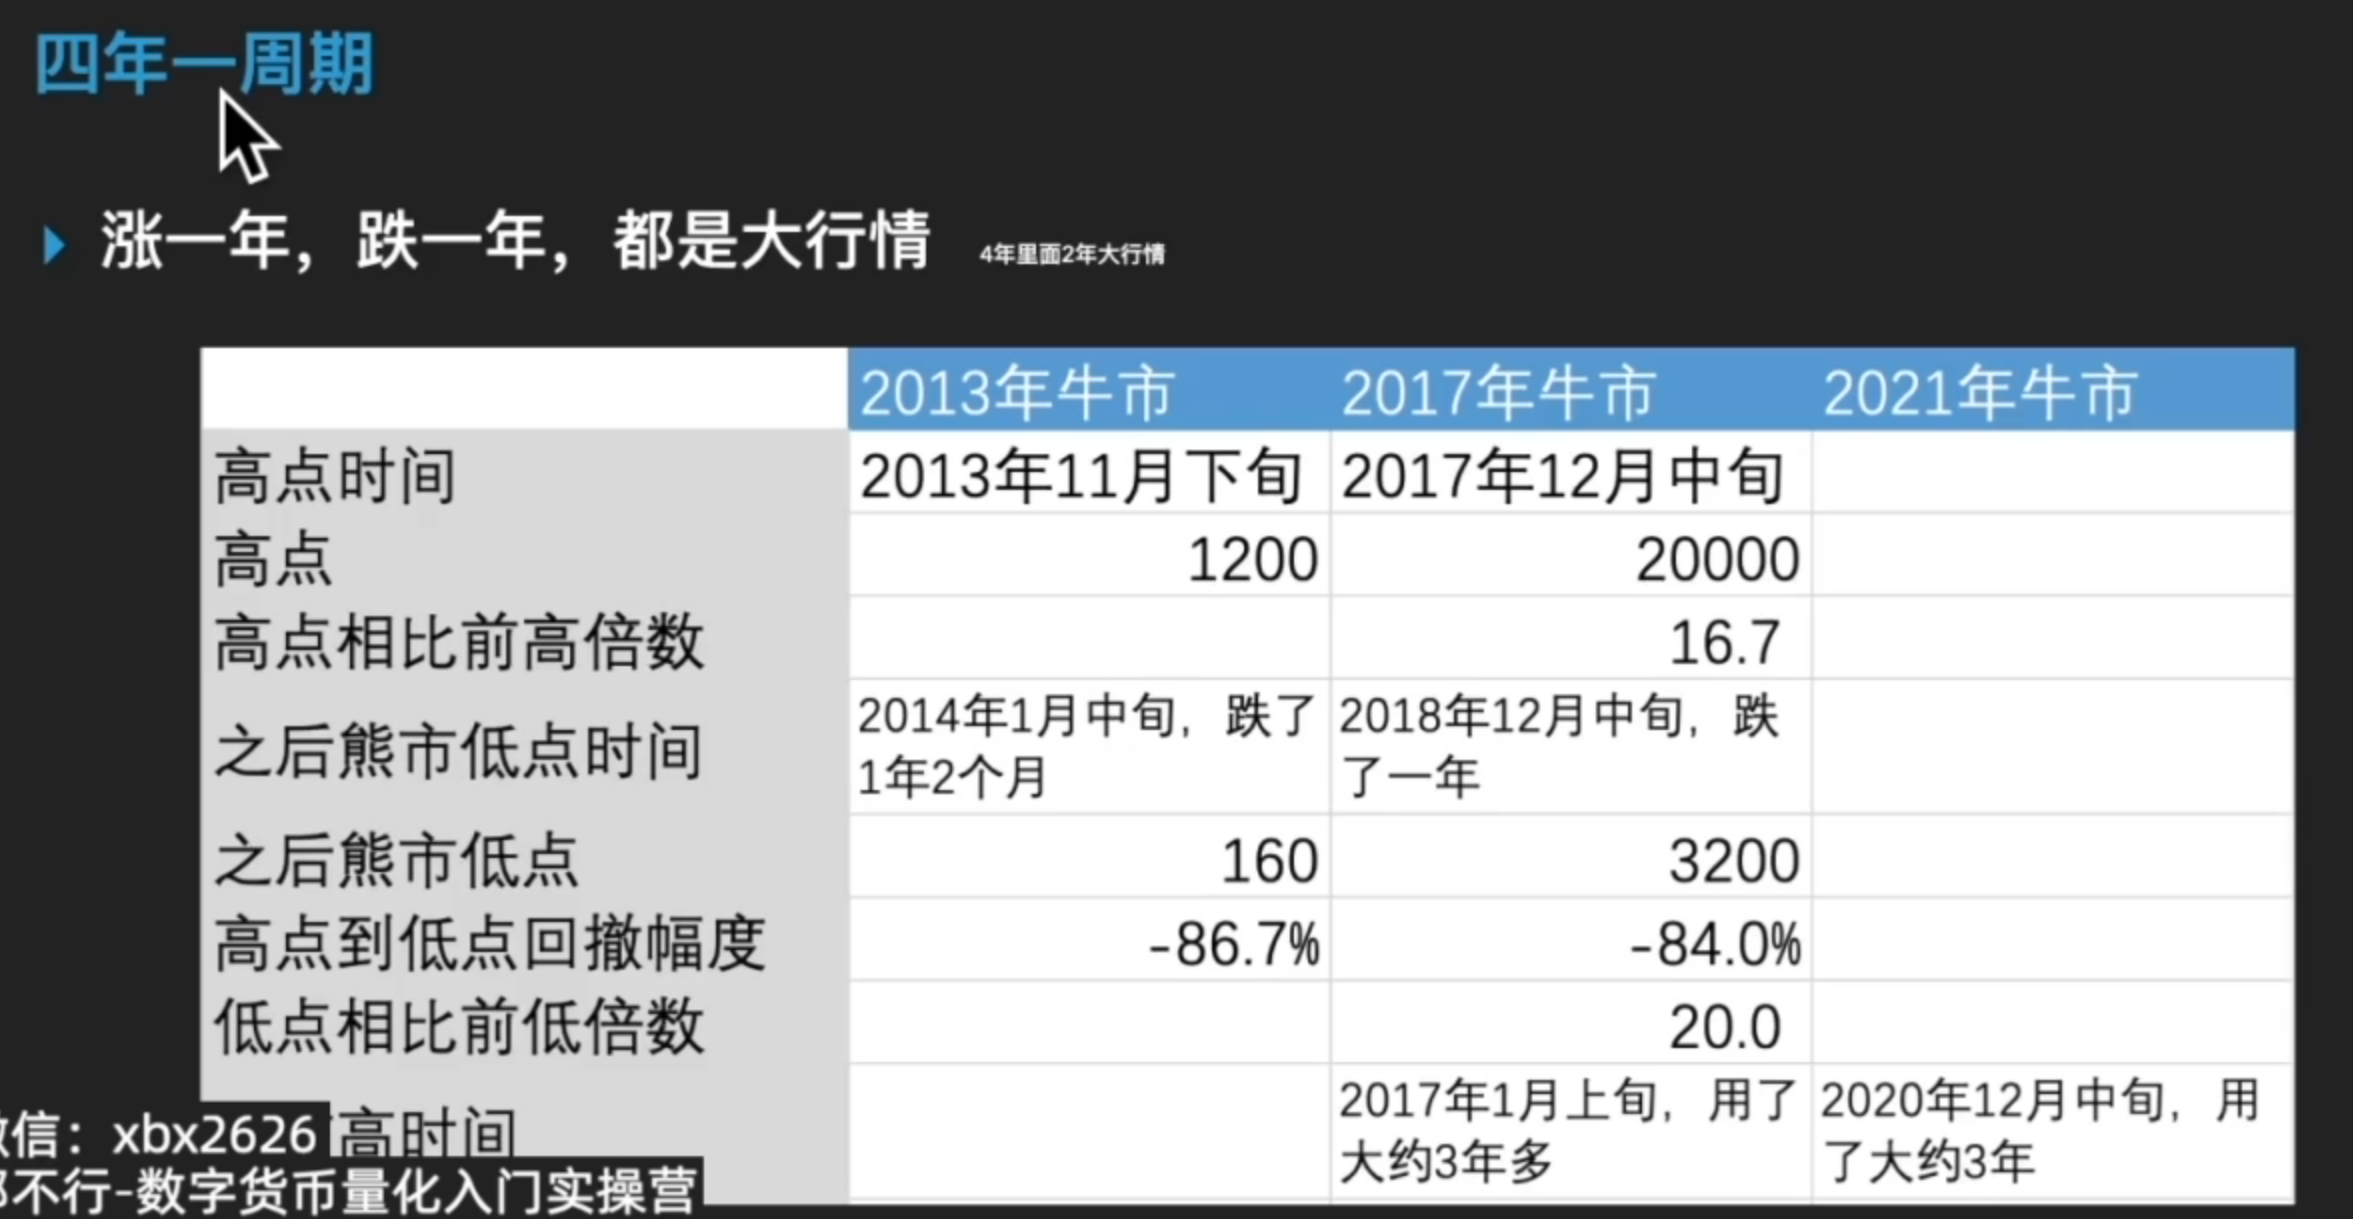 四年一周期
涨一年，跌一年，都是大行情 4年里面2年大行情
2013年牛市 2017年牛市 2021年牛市
高点时间 2013年11月下旬 2017年12月中旬
高点 1200 20000
高点相比前高倍数 16.7
之后熊市低点时间 2014年1月中旬，跌了 2018年12月中旬，跌
1年2个月 了一年
之后熊市低点 160 3200
高点到低点回撤幅度 -86.7% -84.0%
低点相比前低倍数 20.0
高时间 2017年1月上旬，用了 2020年12月中旬，用
大约3年多 了大约3年
信：xbx2626
不行-数字货币量化入门实操营